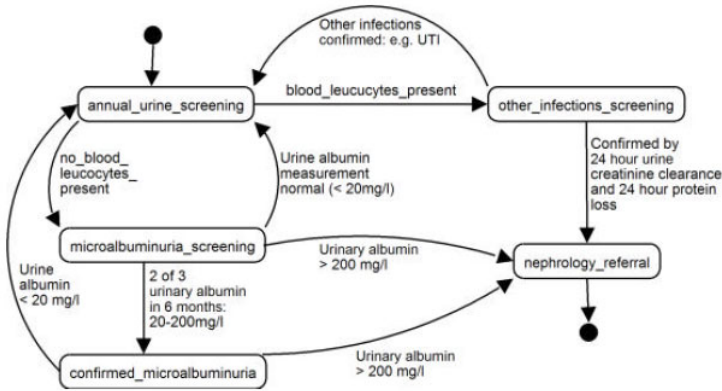 Other infections
confirmed: e.g. UTI
annual_urine_screening
blood_leucucytes_present
other_infections_screening
no_blood_
leucocytes_
present
Urine albumin
measurement
normal (< 20mg/l)
Confirmed by
24 hour urine
creatinine clearance
and 24 hour protein
loss
microalbuminuria_screening
Urinary albumin
> 200 mg/l
nephrology_referral
Urine
albumin
< 20 mg/l
2 of 3
urinary albumin
in 6 months:
20-200mg/l
confirmed_microalbuminuria
Urinary albumin
> 200 mg/l